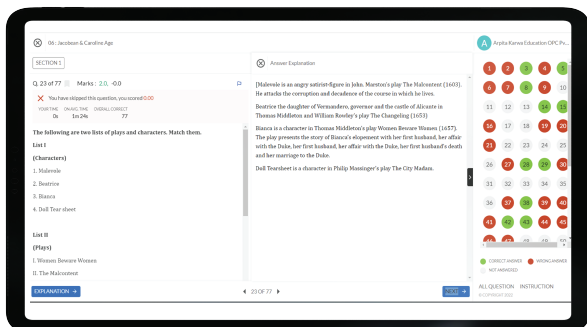 06 : Jacobean & Caroline Age
SECTION 1
Q. 23 of 77 Marks : 2.0, -0.0
You have skipped this question, you scored 0.00
YOUR TIME ON AVG. TIME OVERALL CORRECT
0s 1m 24s 77
The following are two lists of plays and characters. Match them.
List I
(Characters)
1. Malevole
2. Beatrice
3. Bianca
4. Doll Tear sheet
List II
(Plays)
I. Women Beware Women
II. The Malcontent
EXPLANATION →
23 OF 77
Answer Explanation
[Malevole is an angry satirist-figure in John. Marston's play The Malcontent (1603).
He attacks the corruption and decadence of the course in which he lives.
Beatrice the daughter of Vermandero, governor and the castle of Alicante in
Thomas Middleton and William Rowley's play The Changeling (1653)
Bianca is a character in Thomas Middleton's play Women Beware Women (1657).
The play treats the story of Bianca's elopement with her first husband, her affair
with the Duke, her first husband, her affair with the Duke, her first husband's death
and her marriage to the Duke.
Doll Tearsheet is a character in Philip Massinger's play The City Madam.
NEXT →
A Arpita Karwa Education OPC Pv...
1 2 3 4 5
6 7 8 9 10
11 12 13 14 15
16 17 18 19 20
21 22 23 24 25
26 27 28 29 30
31 32 33 34 35
36 37 38 39 40
41 42 43 44 45
46 47 48 49 50
CORRECT ANSWER WRONG ANSWER
NOT ANSWERED
ALL QUESTION INSTRUCTION
© COPYRIGHT 2022